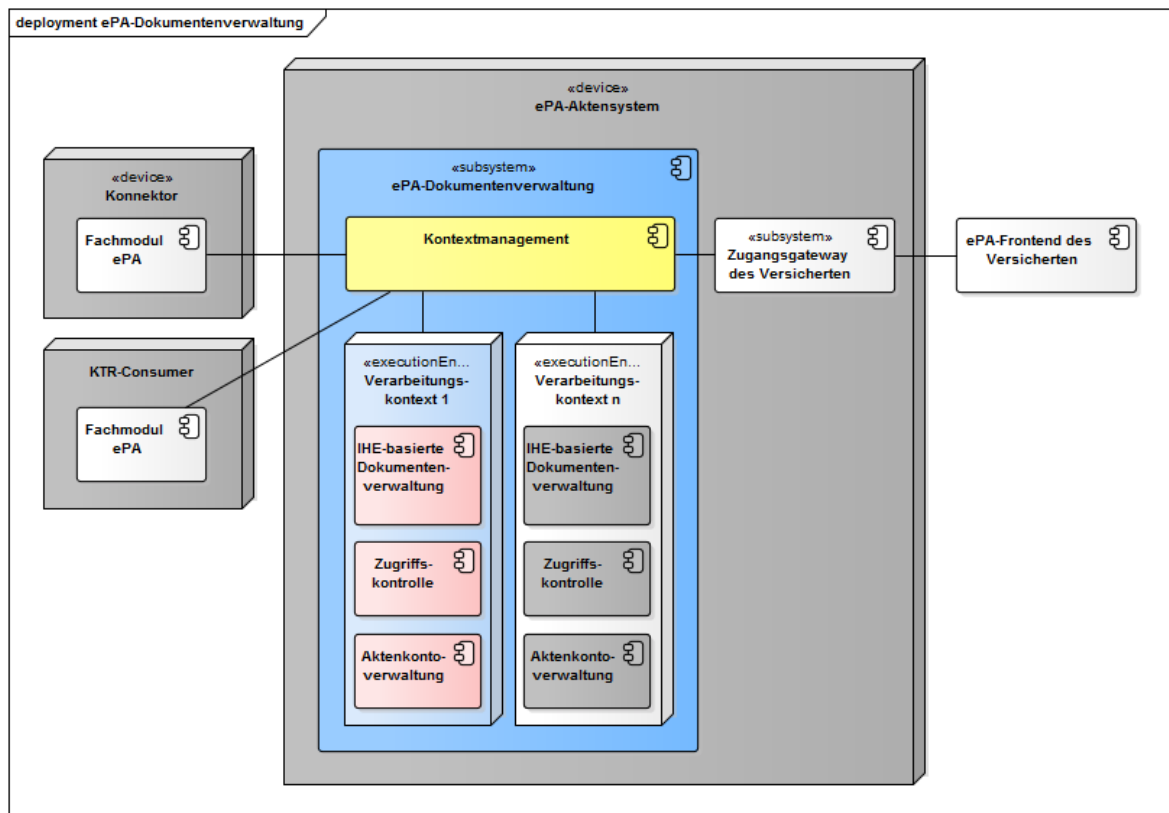 deployment ePA-Dokumentenverwaltung
«device»
ePA-Aktensystem
«device»
Konnektor
Fachmodul
ePA
KTR-Consumer
Fachmodul
ePA
«subsystem»
ePA-Dokumentenverwaltung
Kontextmanagement
«subsystem»
Zugangsgateway
des Versicherten
ePA-Frontend des
Versicherten
«executionEn...
Verarbeitungs-
kontext 1
IHE-basierte
Dokumenten-
verwaltung
Zugriffs-
kontrolle
Aktenkonto-
verwaltung
«executionEn...
Verarbeitungs-
kontext n
IHE-basierte
Dokumenten-
verwaltung
Zugriffs-
kontrolle
Aktenkonto-
verwaltung